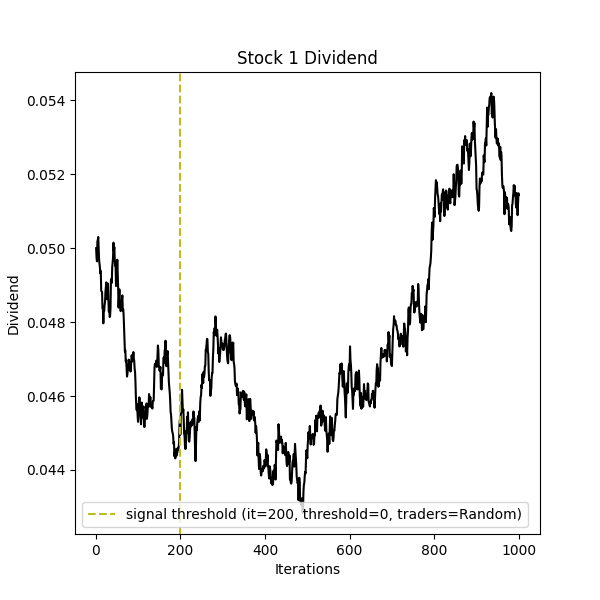 Stock 1 Dividend
0.054
0.052
0.050
0.048
0.046
0.044
Dividend
signal threshold (it=200, threshold=0, traders=Random)
0 200 400 600 800 1000
Iterations